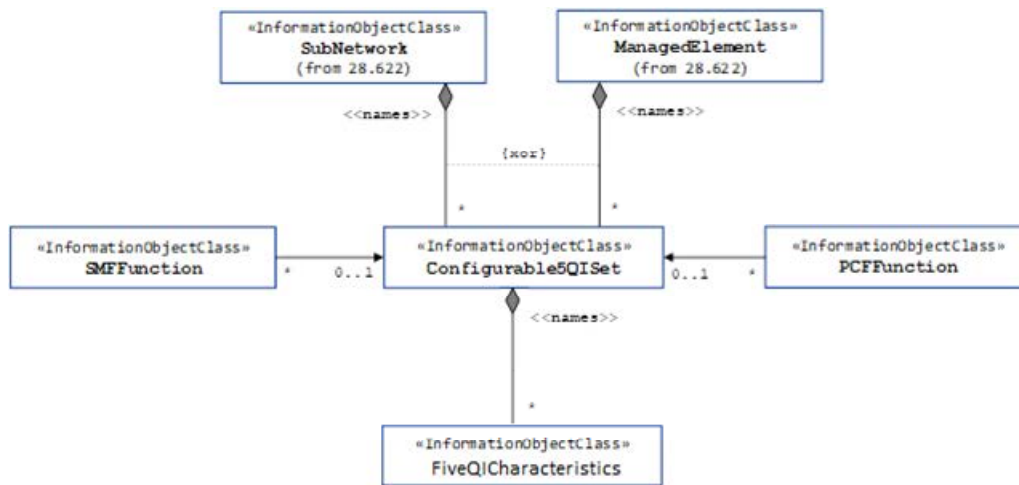 «InformationObjectClass»
SubNetwork
(from 28.622)
«InformationObjectClass»
ManagedElement
(from 28.622)
<<names>>
<<names>>
{xor}
*
*
«InformationObjectClass»
SMFFunction
*
0..1
«InformationObjectClass»
Configurable5QISet
0..1
*
«InformationObjectClass»
PCFFunction
<<names>>
*
«InformationObjectClass»
FiveQICharacteristics